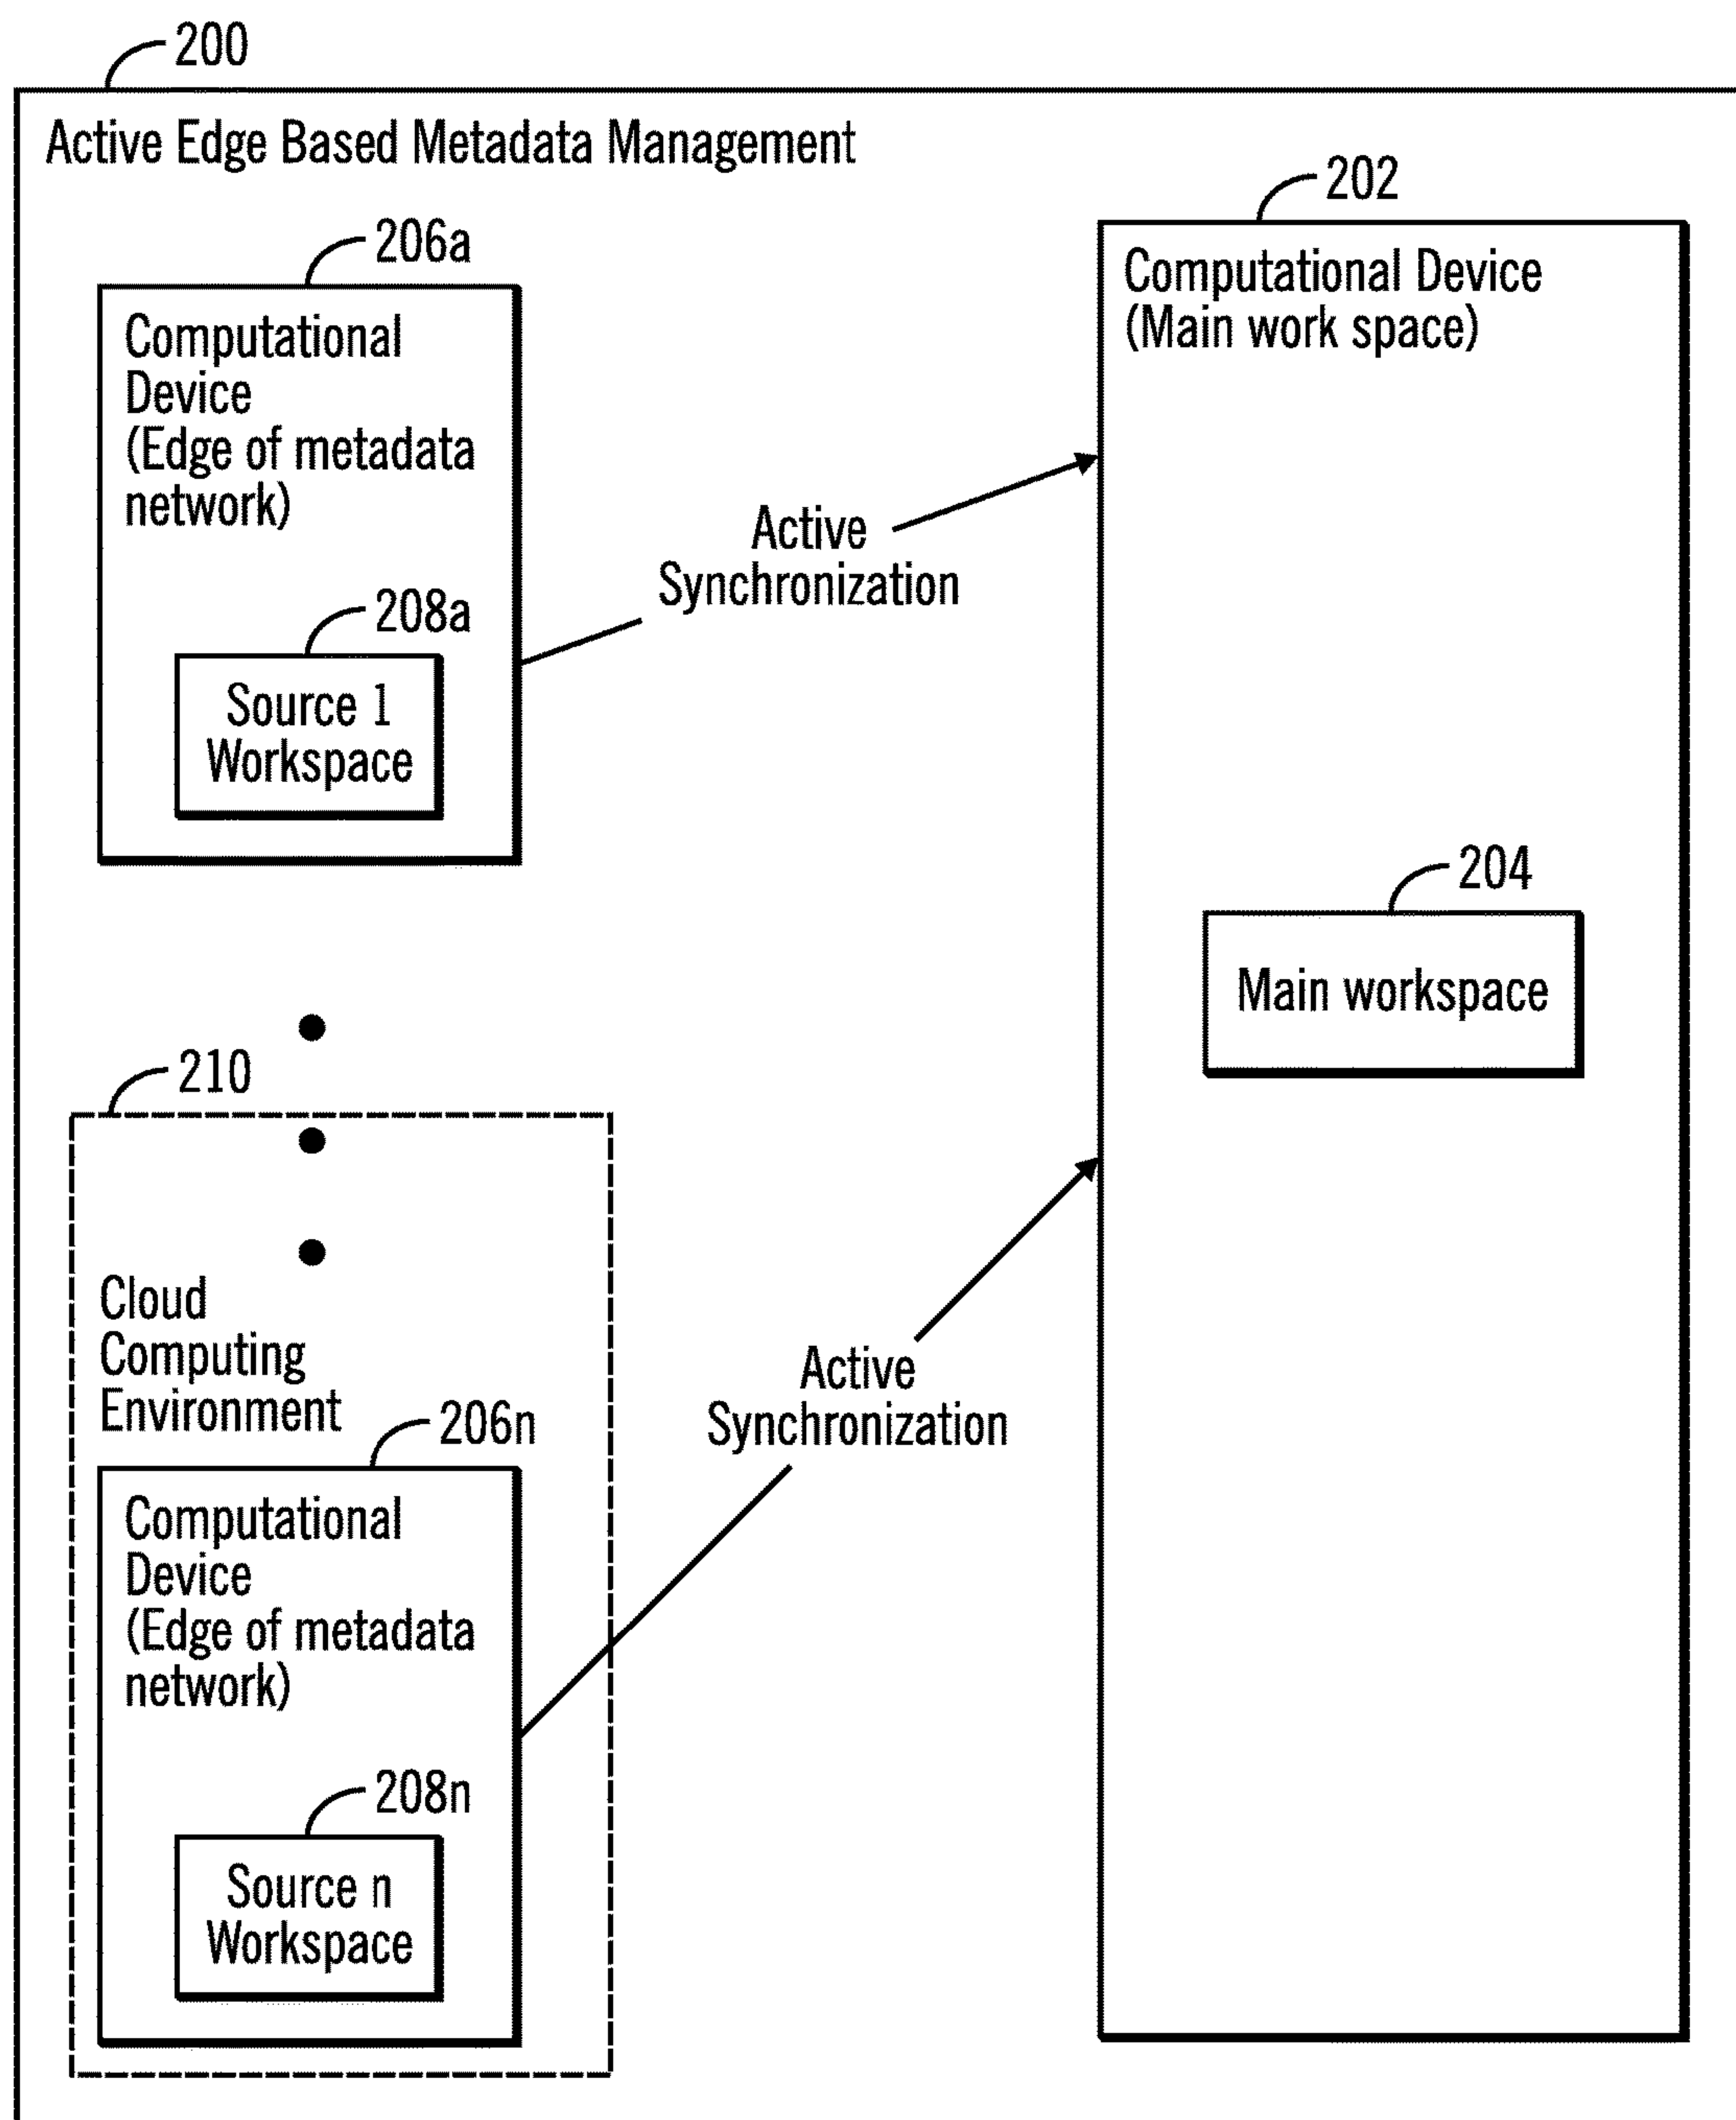 200
Active Edge Based Metadata Management
202
Computational Device
(Main work space)
206a
Computational
Device
(Edge of metadata
network)
Active
Synchronization
208a
Source 1
Workspace
204
Main workspace
210
Cloud
Computing
Environment
Active
Synchronization
206n
Computational
Device
(Edge of metadata
network)
208n
Source n
Workspace